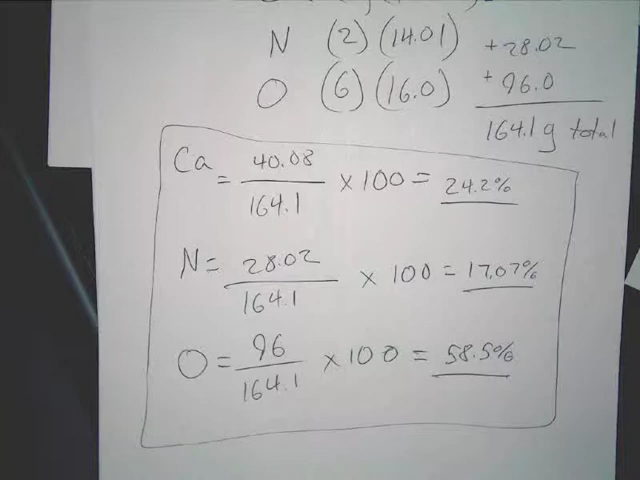 N (2)(14.01) +28.02
O (6)(16.0) +96.0
164.1g total
Ca = 40.08 / 164.1 x 100 = 24.2%
N = 28.02 / 164.1 x 100 = 17.07%
O = 96 / 164.1 x 100 = 58.5%